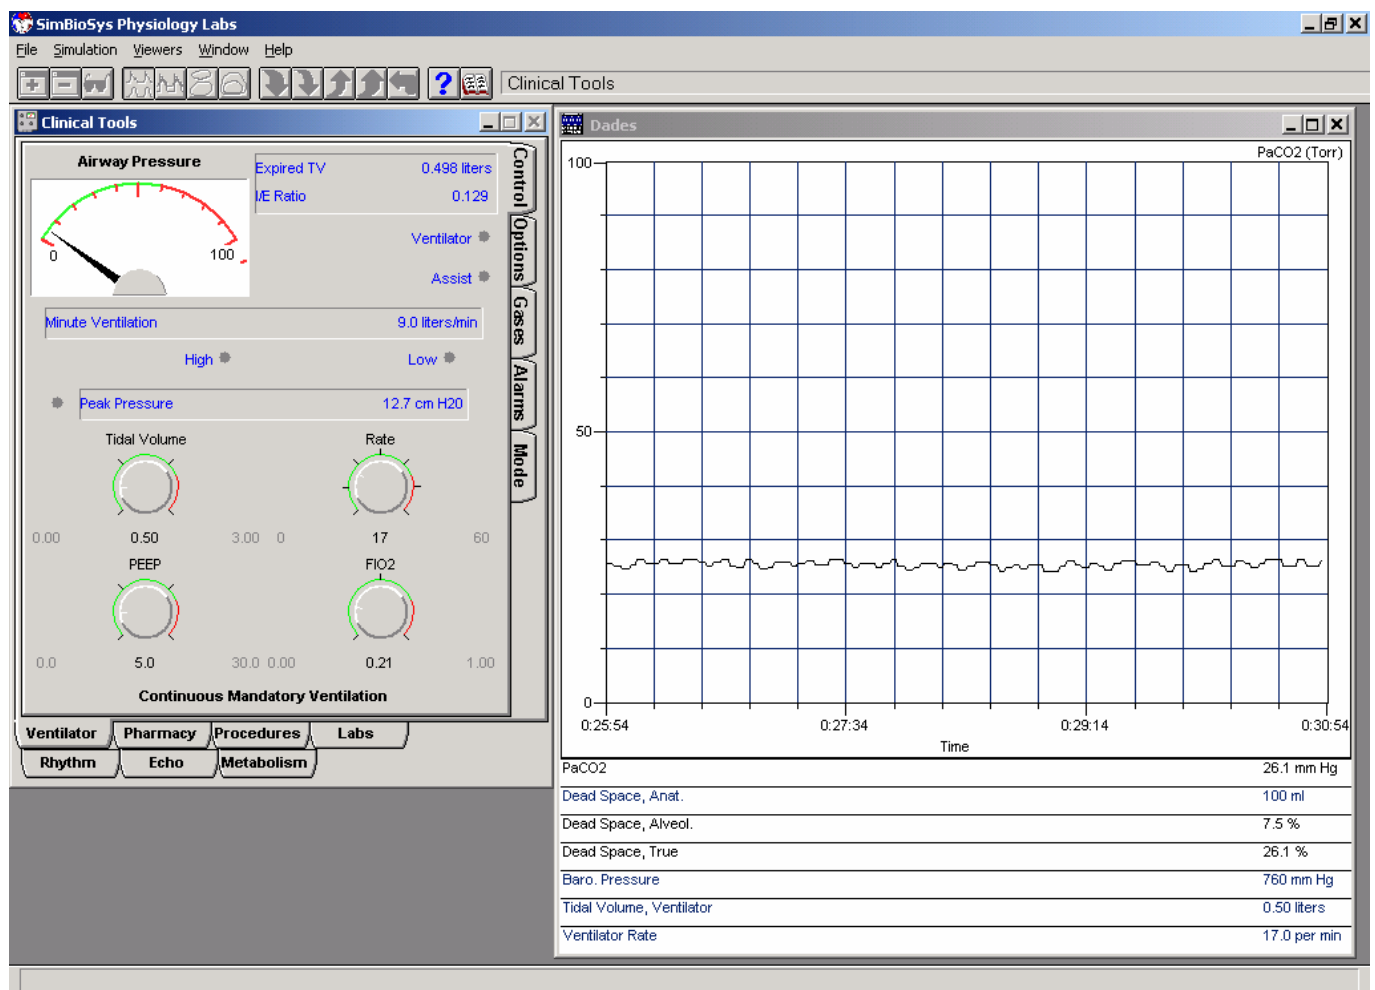 SimBioSys Physiology Labs
File Simulation Viewers Window Help
Clinical Tools
Clinical Tools
Airway Pressure
0 100
Expired TV 0.498 liters
I/E Ratio 0.129
Ventilator
Assist
Minute Ventilation 9.0 liters/min
High Low
Peak Pressure 12.7 cm H20
Tidal Volume Rate
0.00 0.50 3.00 0 17 60
PEEP FIO2
0.0 5.0 30.0 0.00 0.21 1.00
Continuous Mandatory Ventilation
Control
Options
Gases
Alarms
Mode
Ventilator Pharmacy Procedures Labs
Rhythm Echo Metabolism
Dades
PaCO2 (Torr)
100
50
0
0:25:54 0:27:34 0:29:14 0:30:54
Time
PaCO2 26.1 mm Hg
Dead Space, Anat. 100 ml
Dead Space, Alveol. 7.5 %
Dead Space, True 26.1 %
Baro. Pressure 760 mm Hg
Tidal Volume, Ventilator 0.50 liters
Ventilator Rate 17.0 per min